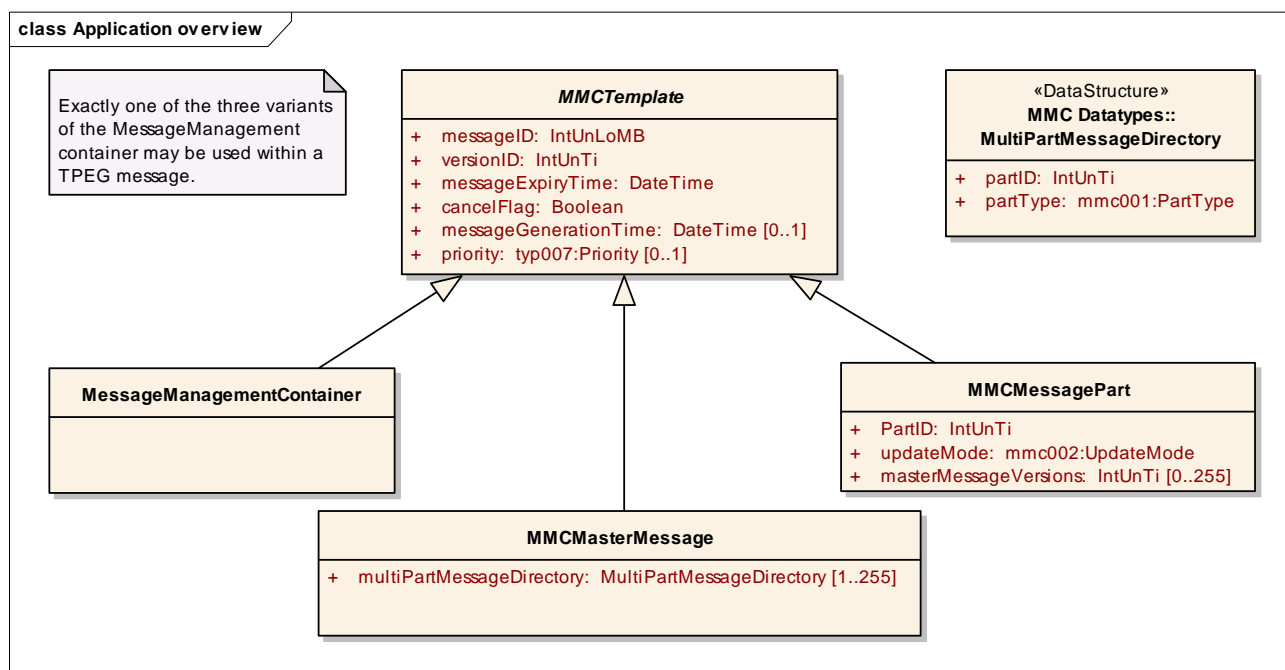 class Application overview
Exactly one of the three variants
of the MessageManagement
container may be used within a
TPEG message.
MMCTemplate
+ messageID: IntUnLoMB
+ versionID: IntUnTi
+ messageExpiryTime: DateTime
+ cancelFlag: Boolean
+ messageGenerationTime: DateTime [0..1]
+ priority: typ007:Priority [0..1]
«DataStructure»
MMC Datatypes::
MultiPartMessageDirectory
+ partID: IntUnTi
+ partType: mmc001:PartType
MessageManagementContainer
MMCMessagePart
+ PartID: IntUnTi
+ updateMode: mmc002:UpdateMode
+ masterMessageVersions: IntUnTi [0..255]
MMCMasterMessage
+ multiPartMessageDirectory: MultiPartMessageDirectory [1..255]